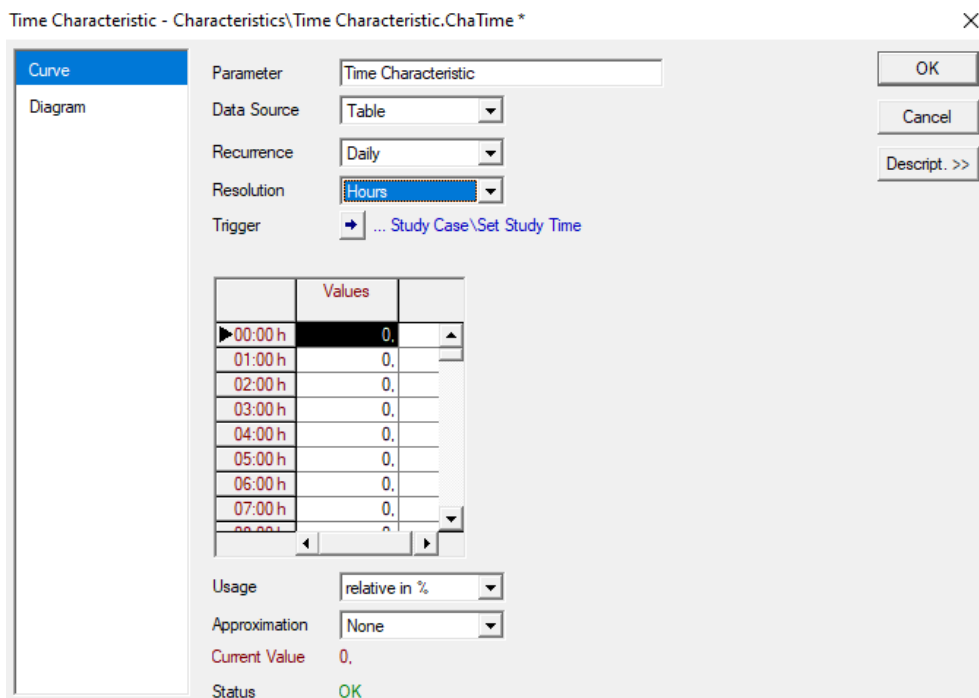 Time Characteristic - Characteristics\Time Characteristic.ChaTime *
Curve
Diagram
Parameter Time Characteristic
Data Source Table
Recurrence Daily
Resolution Hours
Trigger ... Study Case\Set Study Time
OK
Cancel
Descript. >>
Values
00:00 h 0,
01:00 h 0,
02:00 h 0,
03:00 h 0,
04:00 h 0,
05:00 h 0,
06:00 h 0,
07:00 h 0,
Usage relative in %
Approximation None
Current Value 0,
Status OK